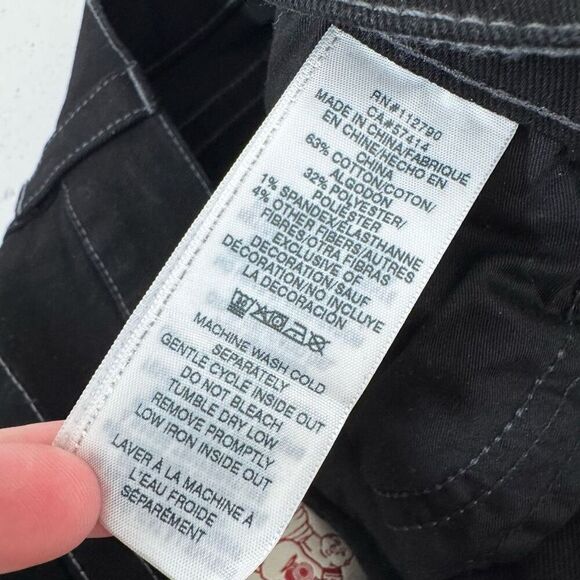 RN#112790
CA#57414
MADE IN CHINA/FABRIQUÉ
EN CHINE/HECHO EN
CHINA
63% COTTON/COTON/
ALGODÓN
32% POLYESTER/
POLIÉSTER
1% SPANDEX/ELASTHANNE
4% OTHER FIBERS/AUTRES
FIBRES/OTRA FIBRAS
EXCLUSIVE OF
DECORATION/SAUF
DÉCORATION/NO INCLUYE
LA DECORACIÓN
MACHINE WASH COLD
SEPARATELY
GENTLE CYCLE INSIDE OUT
DO NOT BLEACH
TUMBLE DRY LOW
REMOVE PROMPTLY
LOW IRON INSIDE OUT
LAVER À LA MACHINE À
L'EAU FROIDE
SÉPARÉMENT